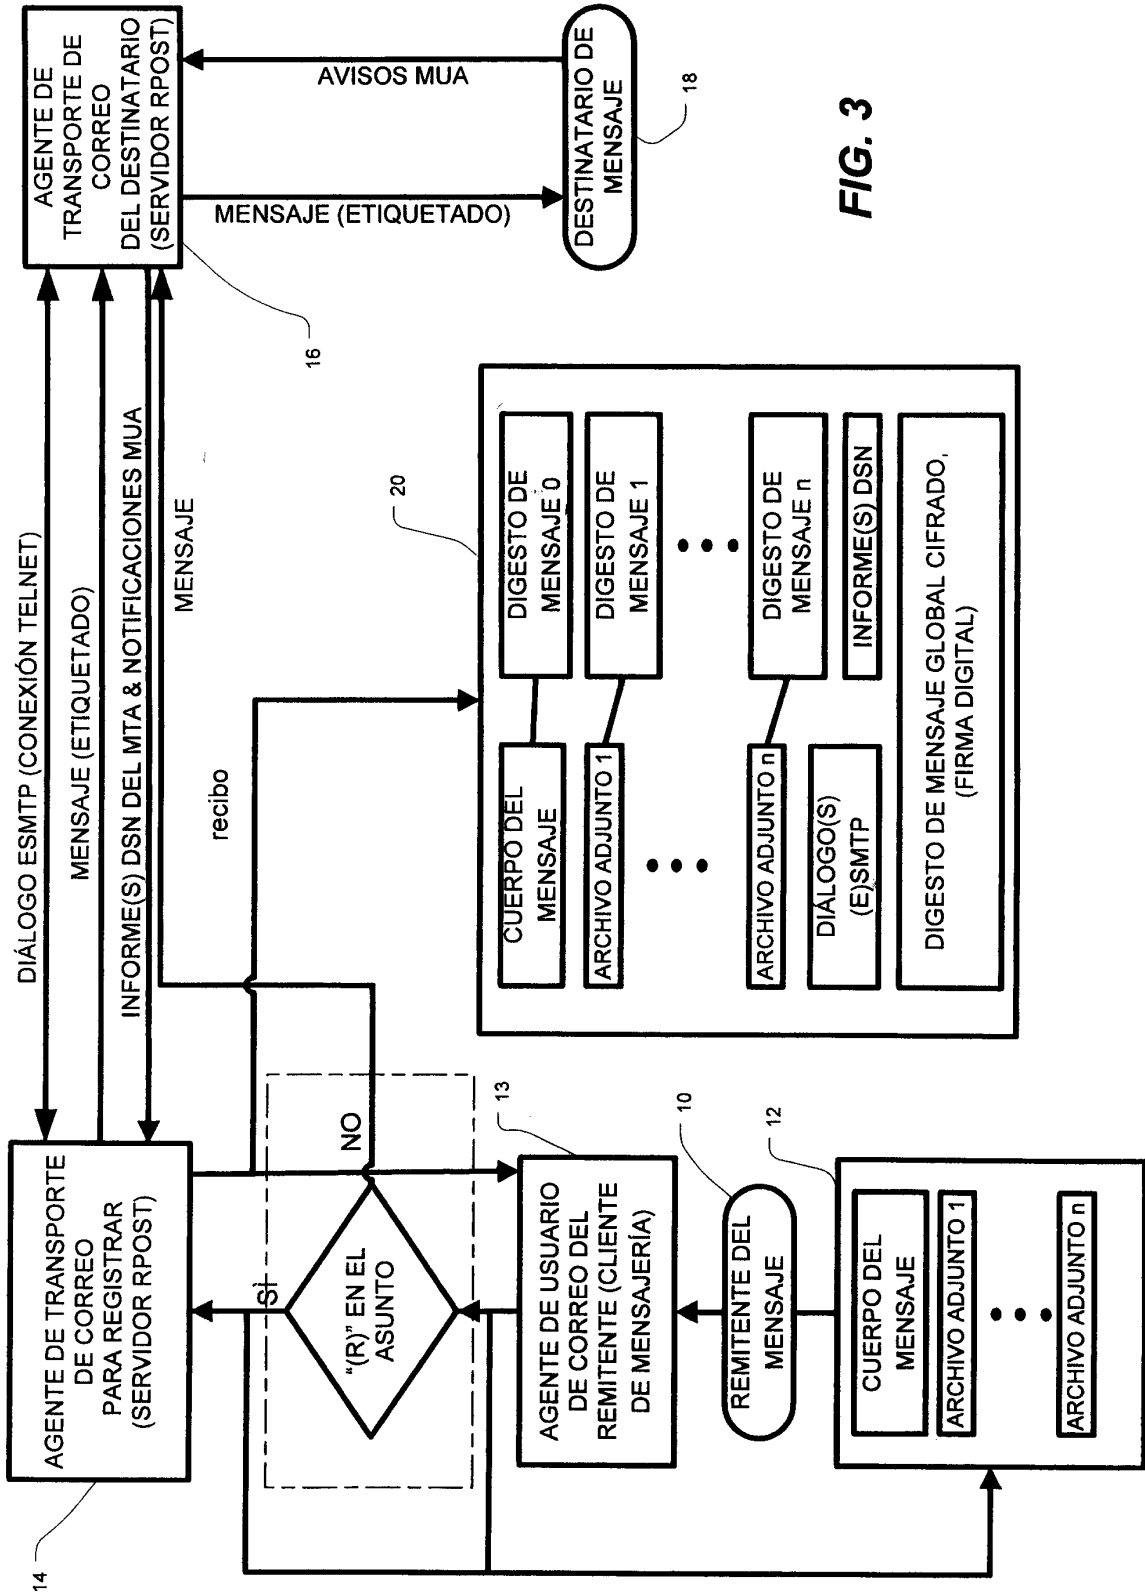 14
AGENTE DE TRANSPORTE
DE CORREO
PARA REGISTRAR
(SERVIDOR RPOST)
DIÁLOGO ESMTP (CONEXIÓN TELNET)
MENSAJE (ETIQUETADO)
INFORME(S) DSN DEL MTA & NOTIFICACIONES MUA
MENSAJE
AGENTE DE
TRANSPORTE DE
CORREO
DEL DESTINATARIO
(SERVIDOR RPOST)
16
AVISOS MUA
MENSAJE (ETIQUETADO)
DESTINATARIO DE
MENSAJE
18
SÌ
"(R)" EN EL
ASUNTO
NO
recibo
AGENTE DE USUARIO
DE CORREO DEL
REMITENTE (CLIENTE
DE MENSAJERÍA)
13
REMITENTE DEL
MENSAJE
10
12
CUERPO DEL
MENSAJE
ARCHIVO ADJUNTO 1
ARCHIVO ADJUNTO n
20
CUERPO DEL
MENSAJE
DIGESTO DE
MENSAJE 0
ARCHIVO ADJUNTO 1
DIGESTO DE
MENSAJE 1
ARCHIVO ADJUNTO n
DIGESTO DE
MENSAJE n
DIÁLOGO(S)
(E)SMTP
INFORME(S) DSN
DIGESTO DE MENSAJE GLOBAL CIFRADO,
(FIRMA DIGITAL)
FIG. 3